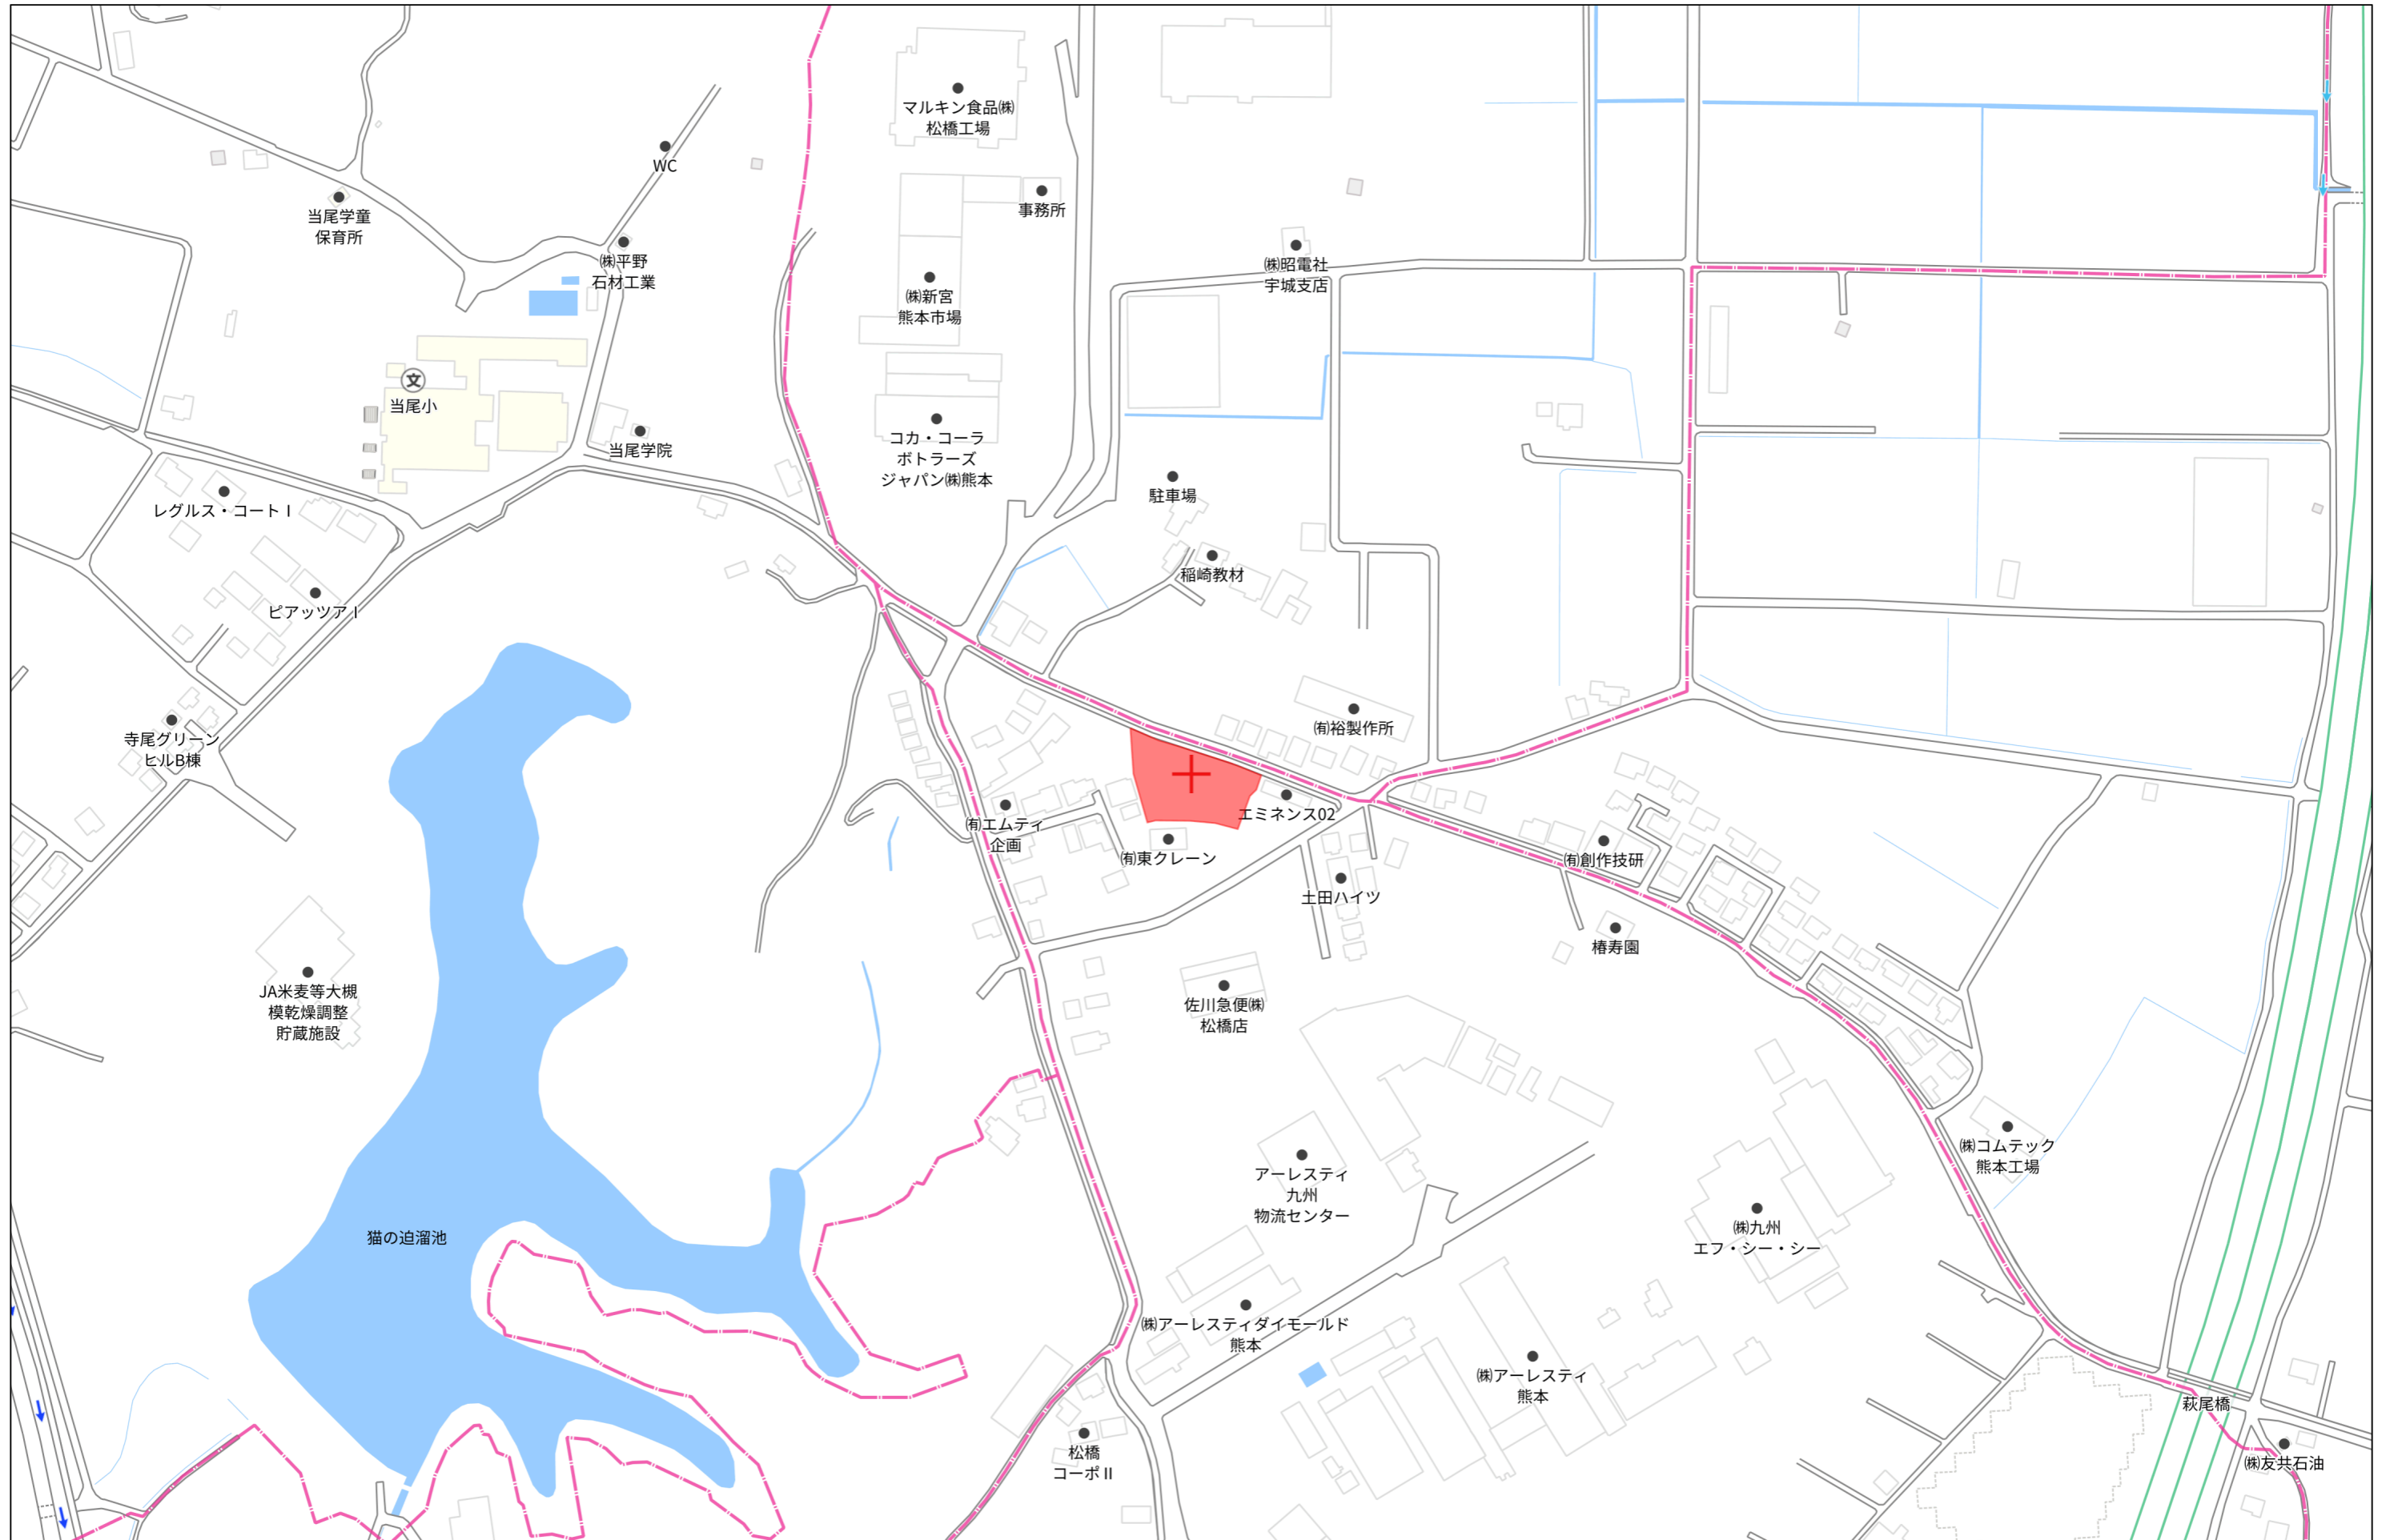 マルキン食品㈱
松橋工場
WC
事務所
当尾学童
保育所
㈱平野
石材工業
㈱昭電社
宇城支店
㈱新宮
熊本市場
文
当尾小
当尾学院
コカ・コーラ
ボトラーズ
ジャパン㈱熊本
駐車場
レグルス・コートⅠ
稲崎教材
ピアッツアⅠ
㈲裕製作所
寺尾グリーン
ヒルB棟
エミネンス02
㈲エムティ
企画
㈲東クレーン
㈲創作技研
土田ハイツ
椿寿園
JA米麦等大槻
模乾燥調整
貯蔵施設
佐川急便㈱
松橋店
㈱コムテック
熊本工場
アーレスティ
九州
物流センター
猫の迫溜池
㈱九州
エフ・シー・シー
㈱アーレスティダイモールド
熊本
㈱アーレスティ
熊本
萩尾橋
松橋
コーポⅡ
㈱友共石油